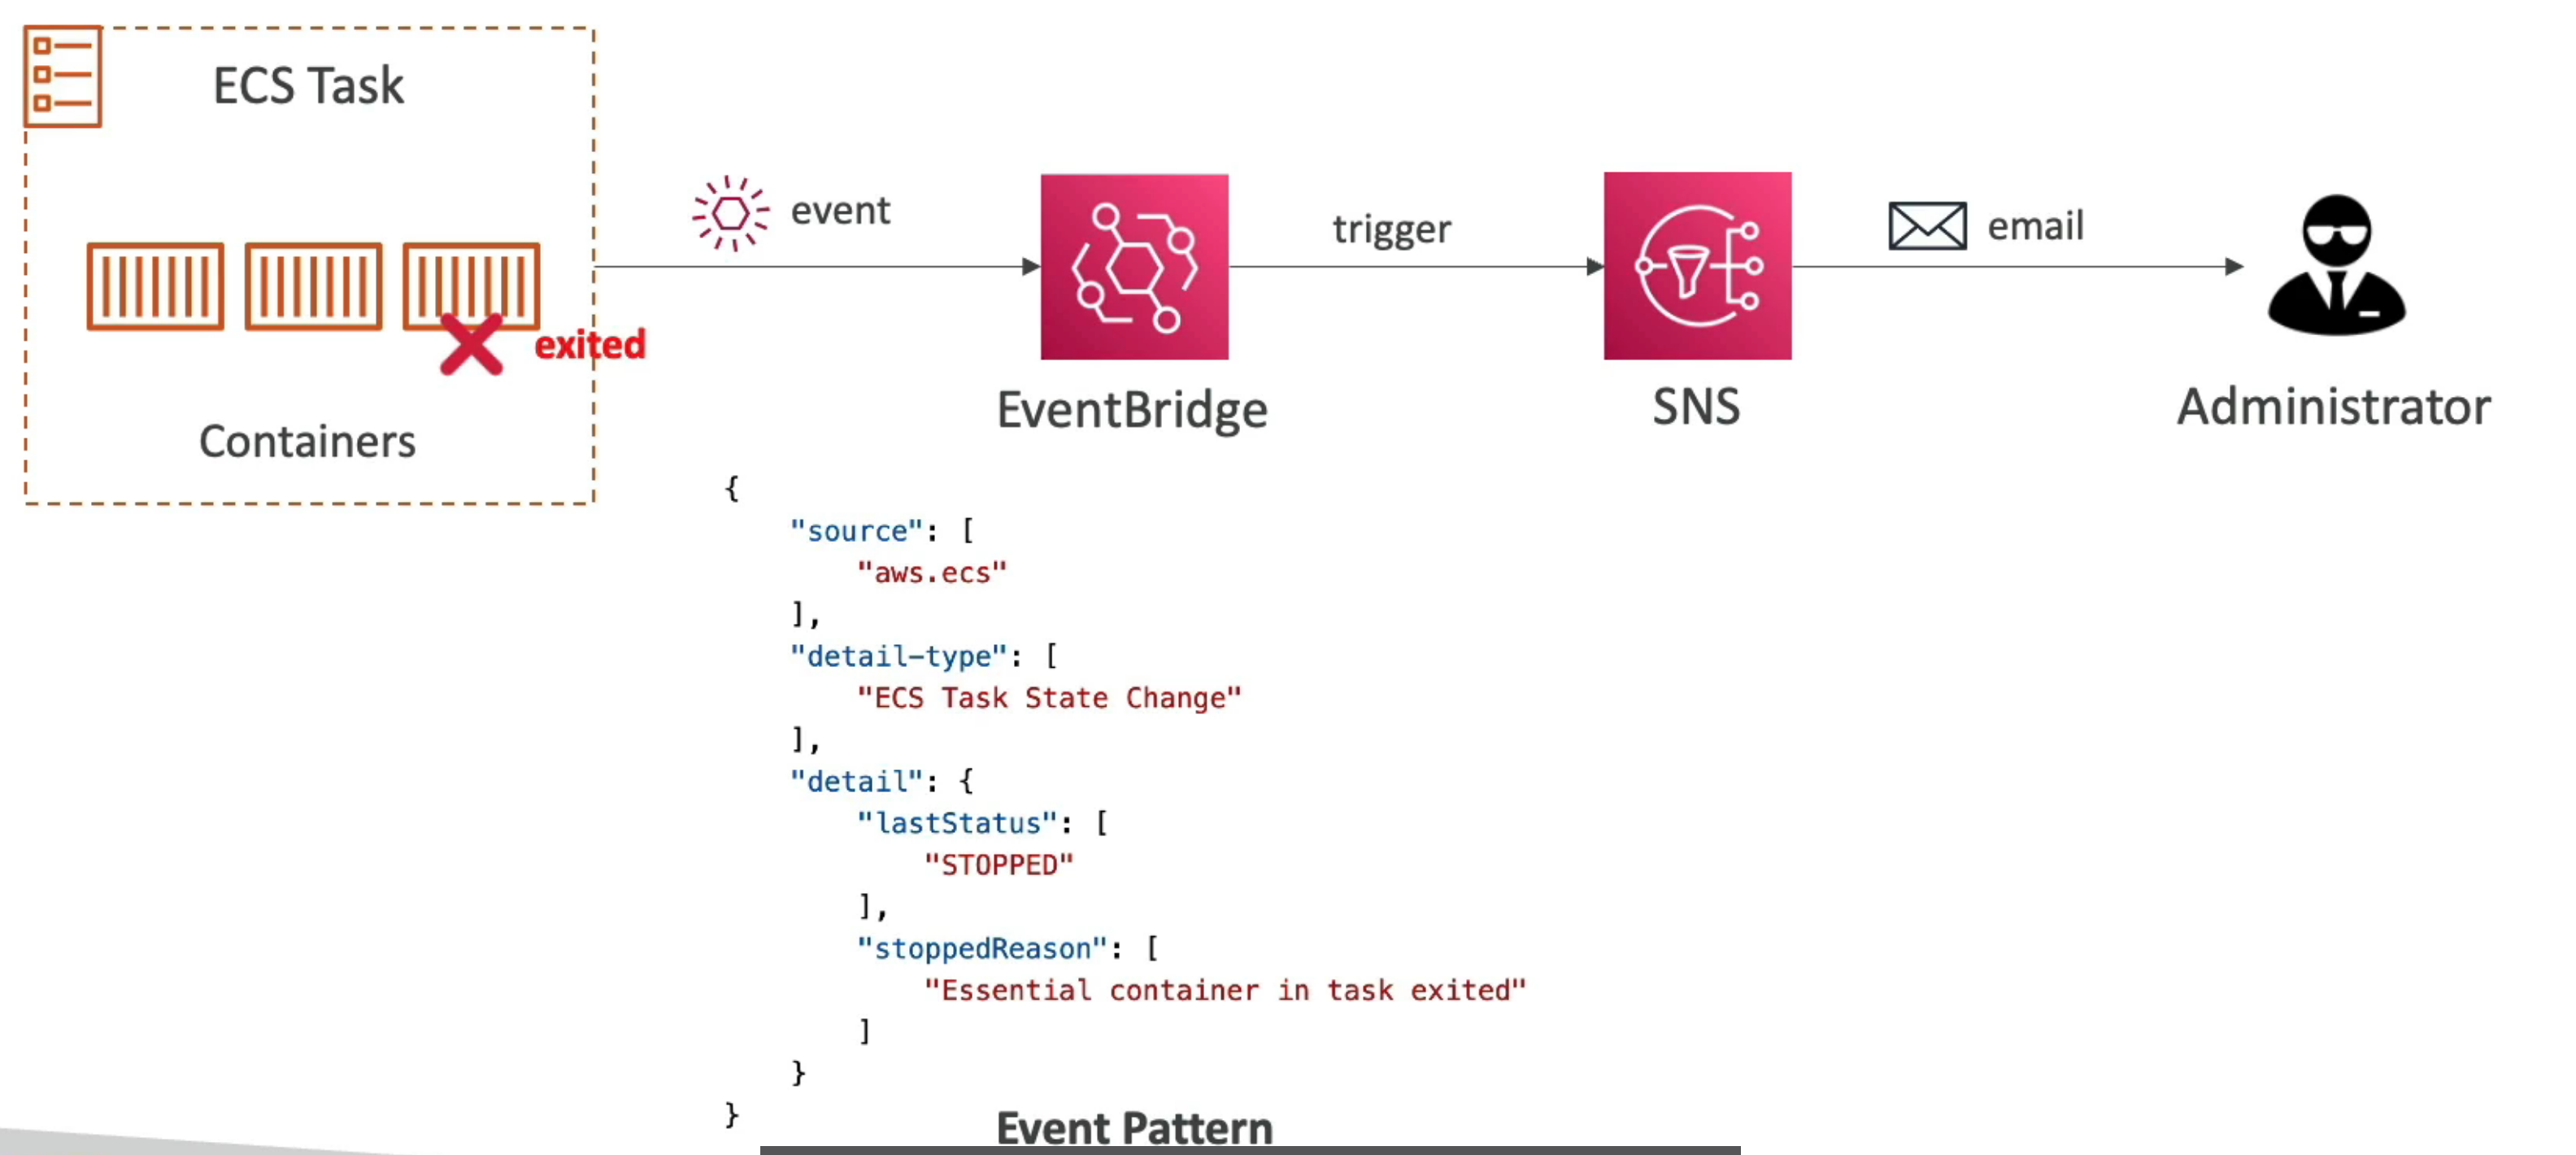 ECS Task
exited
Containers
event
EventBridge
trigger
SNS
email
Administrator
{
    "source": [
        "aws.ecs"
    ],
    "detail-type": [
        "ECS Task State Change"
    ],
    "detail": {
        "lastStatus": [
            "STOPPED"
        ],
        "stoppedReason": [
            "Essential container in task exited"
        ]
    }
}
Event Pattern